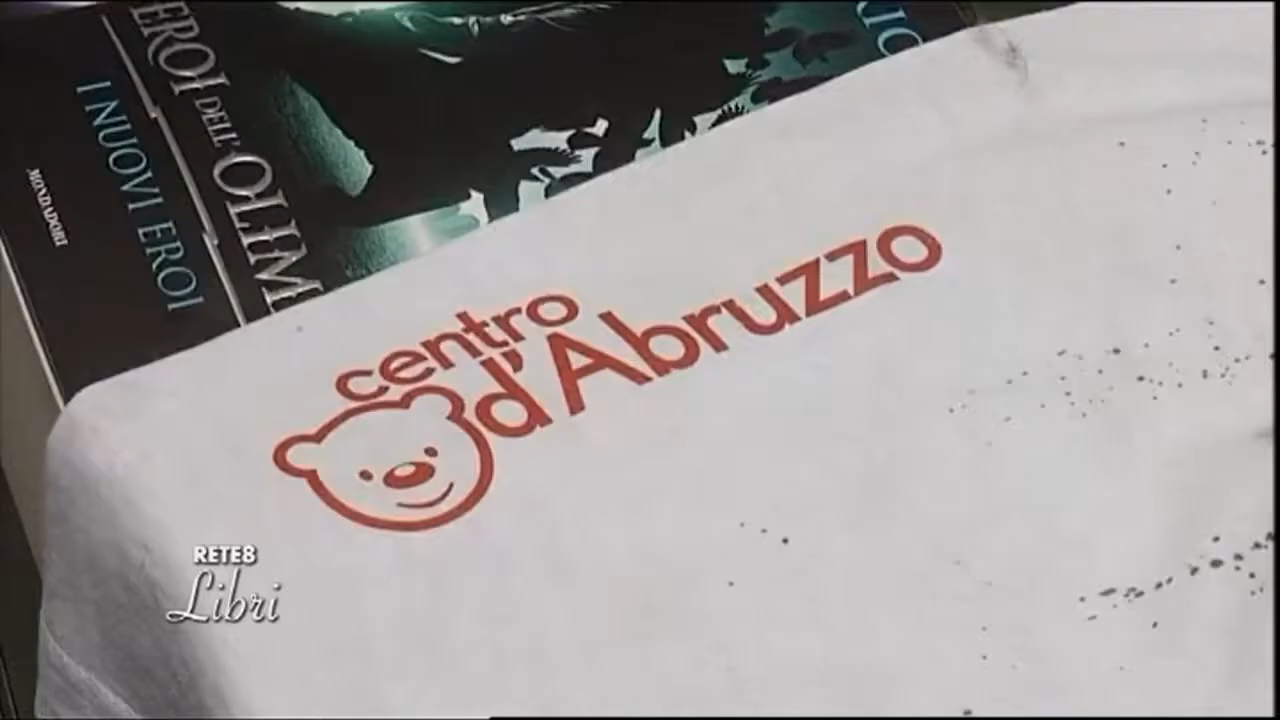 EROI DELL'OLIM
I NUOVI EROI
MONDADORI
centro
d'Abruzzo
RETE8
Libri